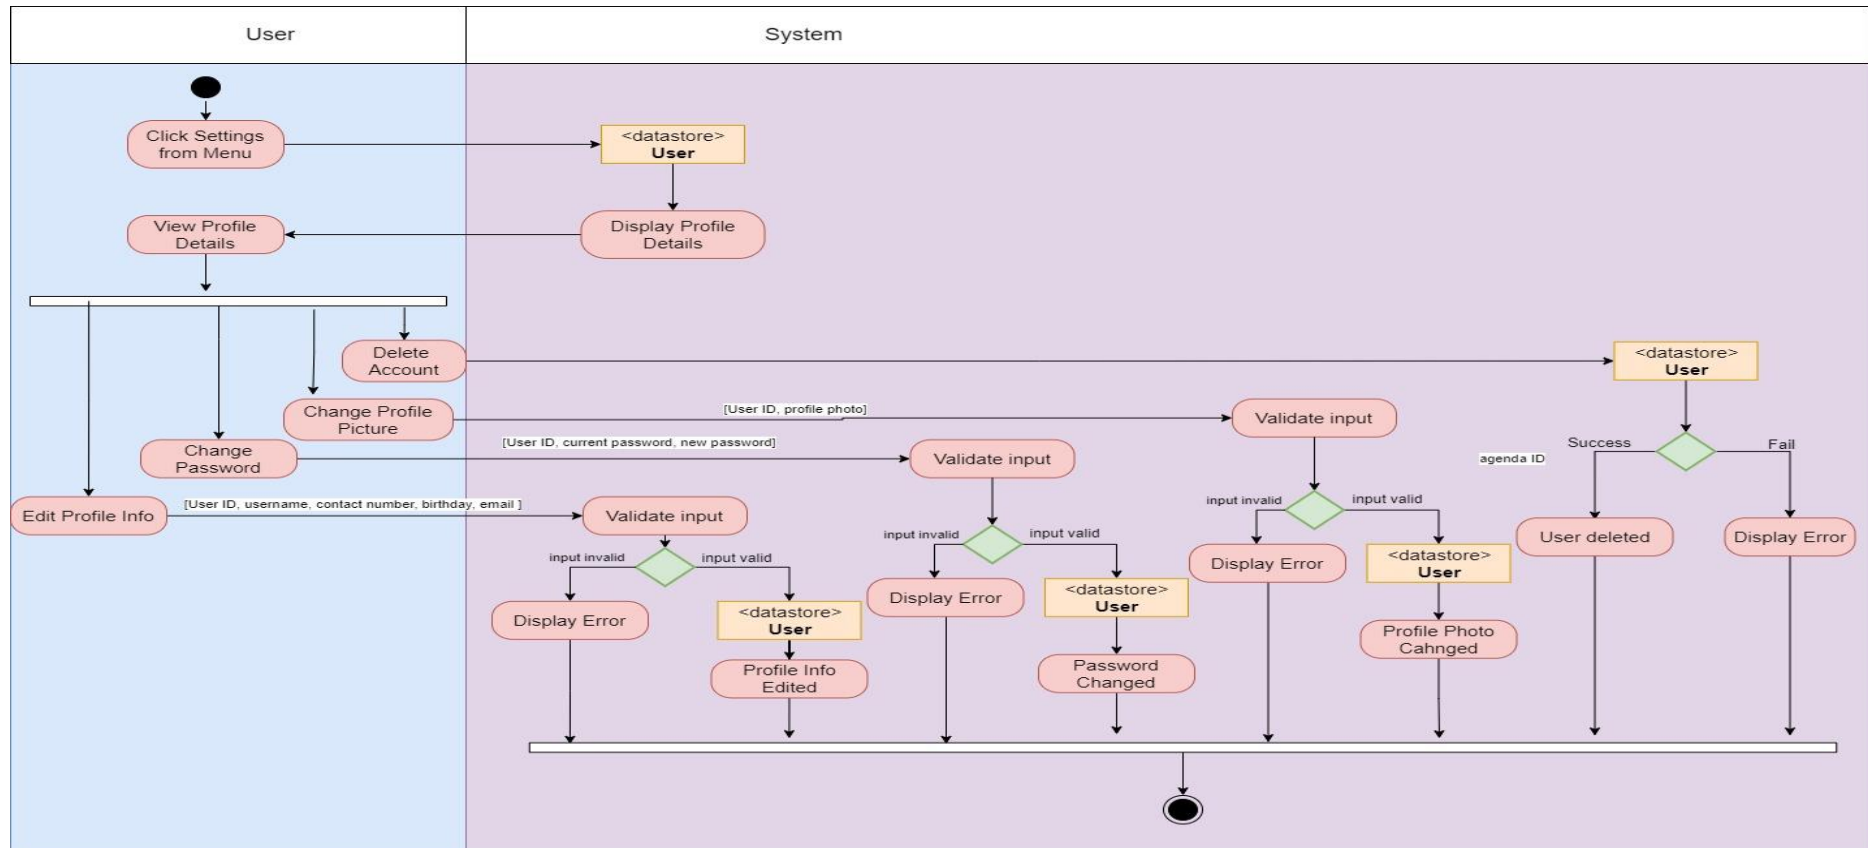 User
System
Click Settings
from Menu
<datastore>
User
View Profile
Details
Display Profile
Details
Delete
Account
<datastore>
User
Change Profile
Picture
[User ID, profile photo]
Validate input
Change
Password
[User ID, current password, new password]
Validate input
agenda ID
Success
Fail
Edit Profile Info
[User ID, username, contact number, birthday, email ]
Validate input
input invalid
input valid
Display Error
<datastore>
User
Profile Info
Edited
input invalid
input valid
Display Error
<datastore>
User
Password
Changed
input invalid
input valid
Display Error
<datastore>
User
Profile Photo
Cahnged
User deleted
Display Error